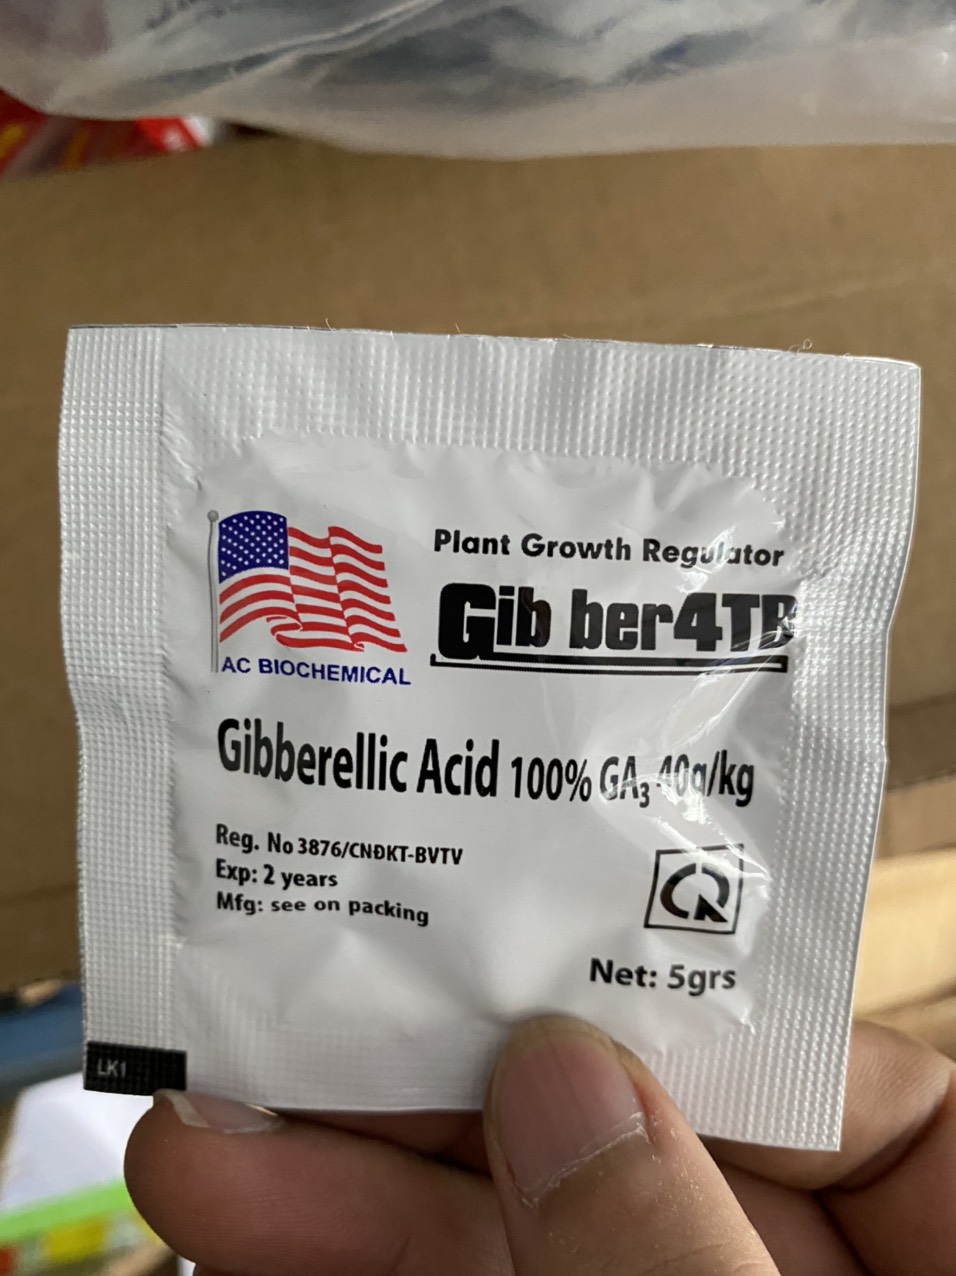 Plant Growth Regulator
Gib ber4TB
AC BIOCHEMICAL
Gibberellic Acid 100% GA₃ 40g/kg
Reg. No 3876/CNĐKT-BVTV
Exp: 2 years
Mfg: see on packing
Net: 5grs
LK1